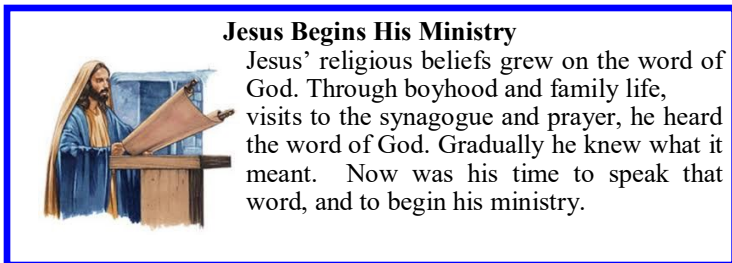 Jesus Begins His Ministry
Jesus’ religious beliefs grew on the word of
God. Through boyhood and family life,
visits to the synagogue and prayer, he heard
the word of God. Gradually he knew what it
meant. Now was his time to speak that
word, and to begin his ministry.